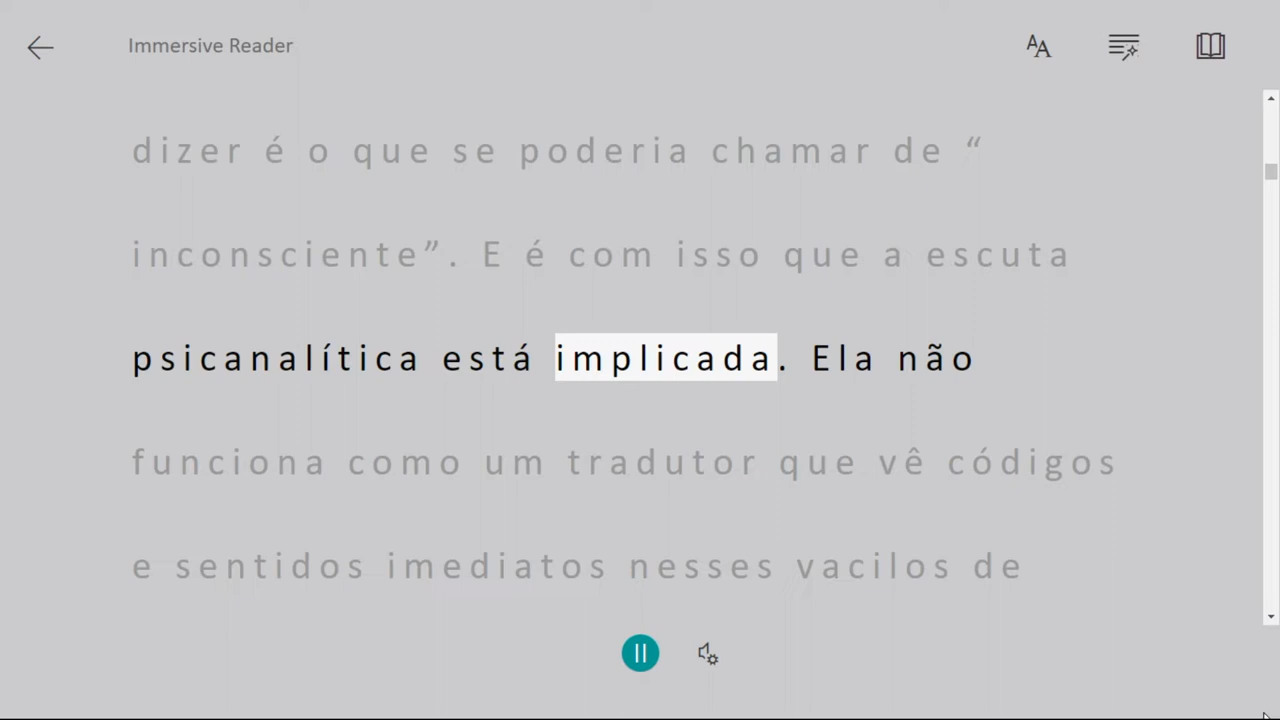 Immersive Reader
dizer é o que se poderia chamar de “
inconsciente”. E é com isso que a escuta
psicanalítica está implicada. Ela não
funciona como um tradutor que vê códigos
e sentidos imediatos nesses vacilos de